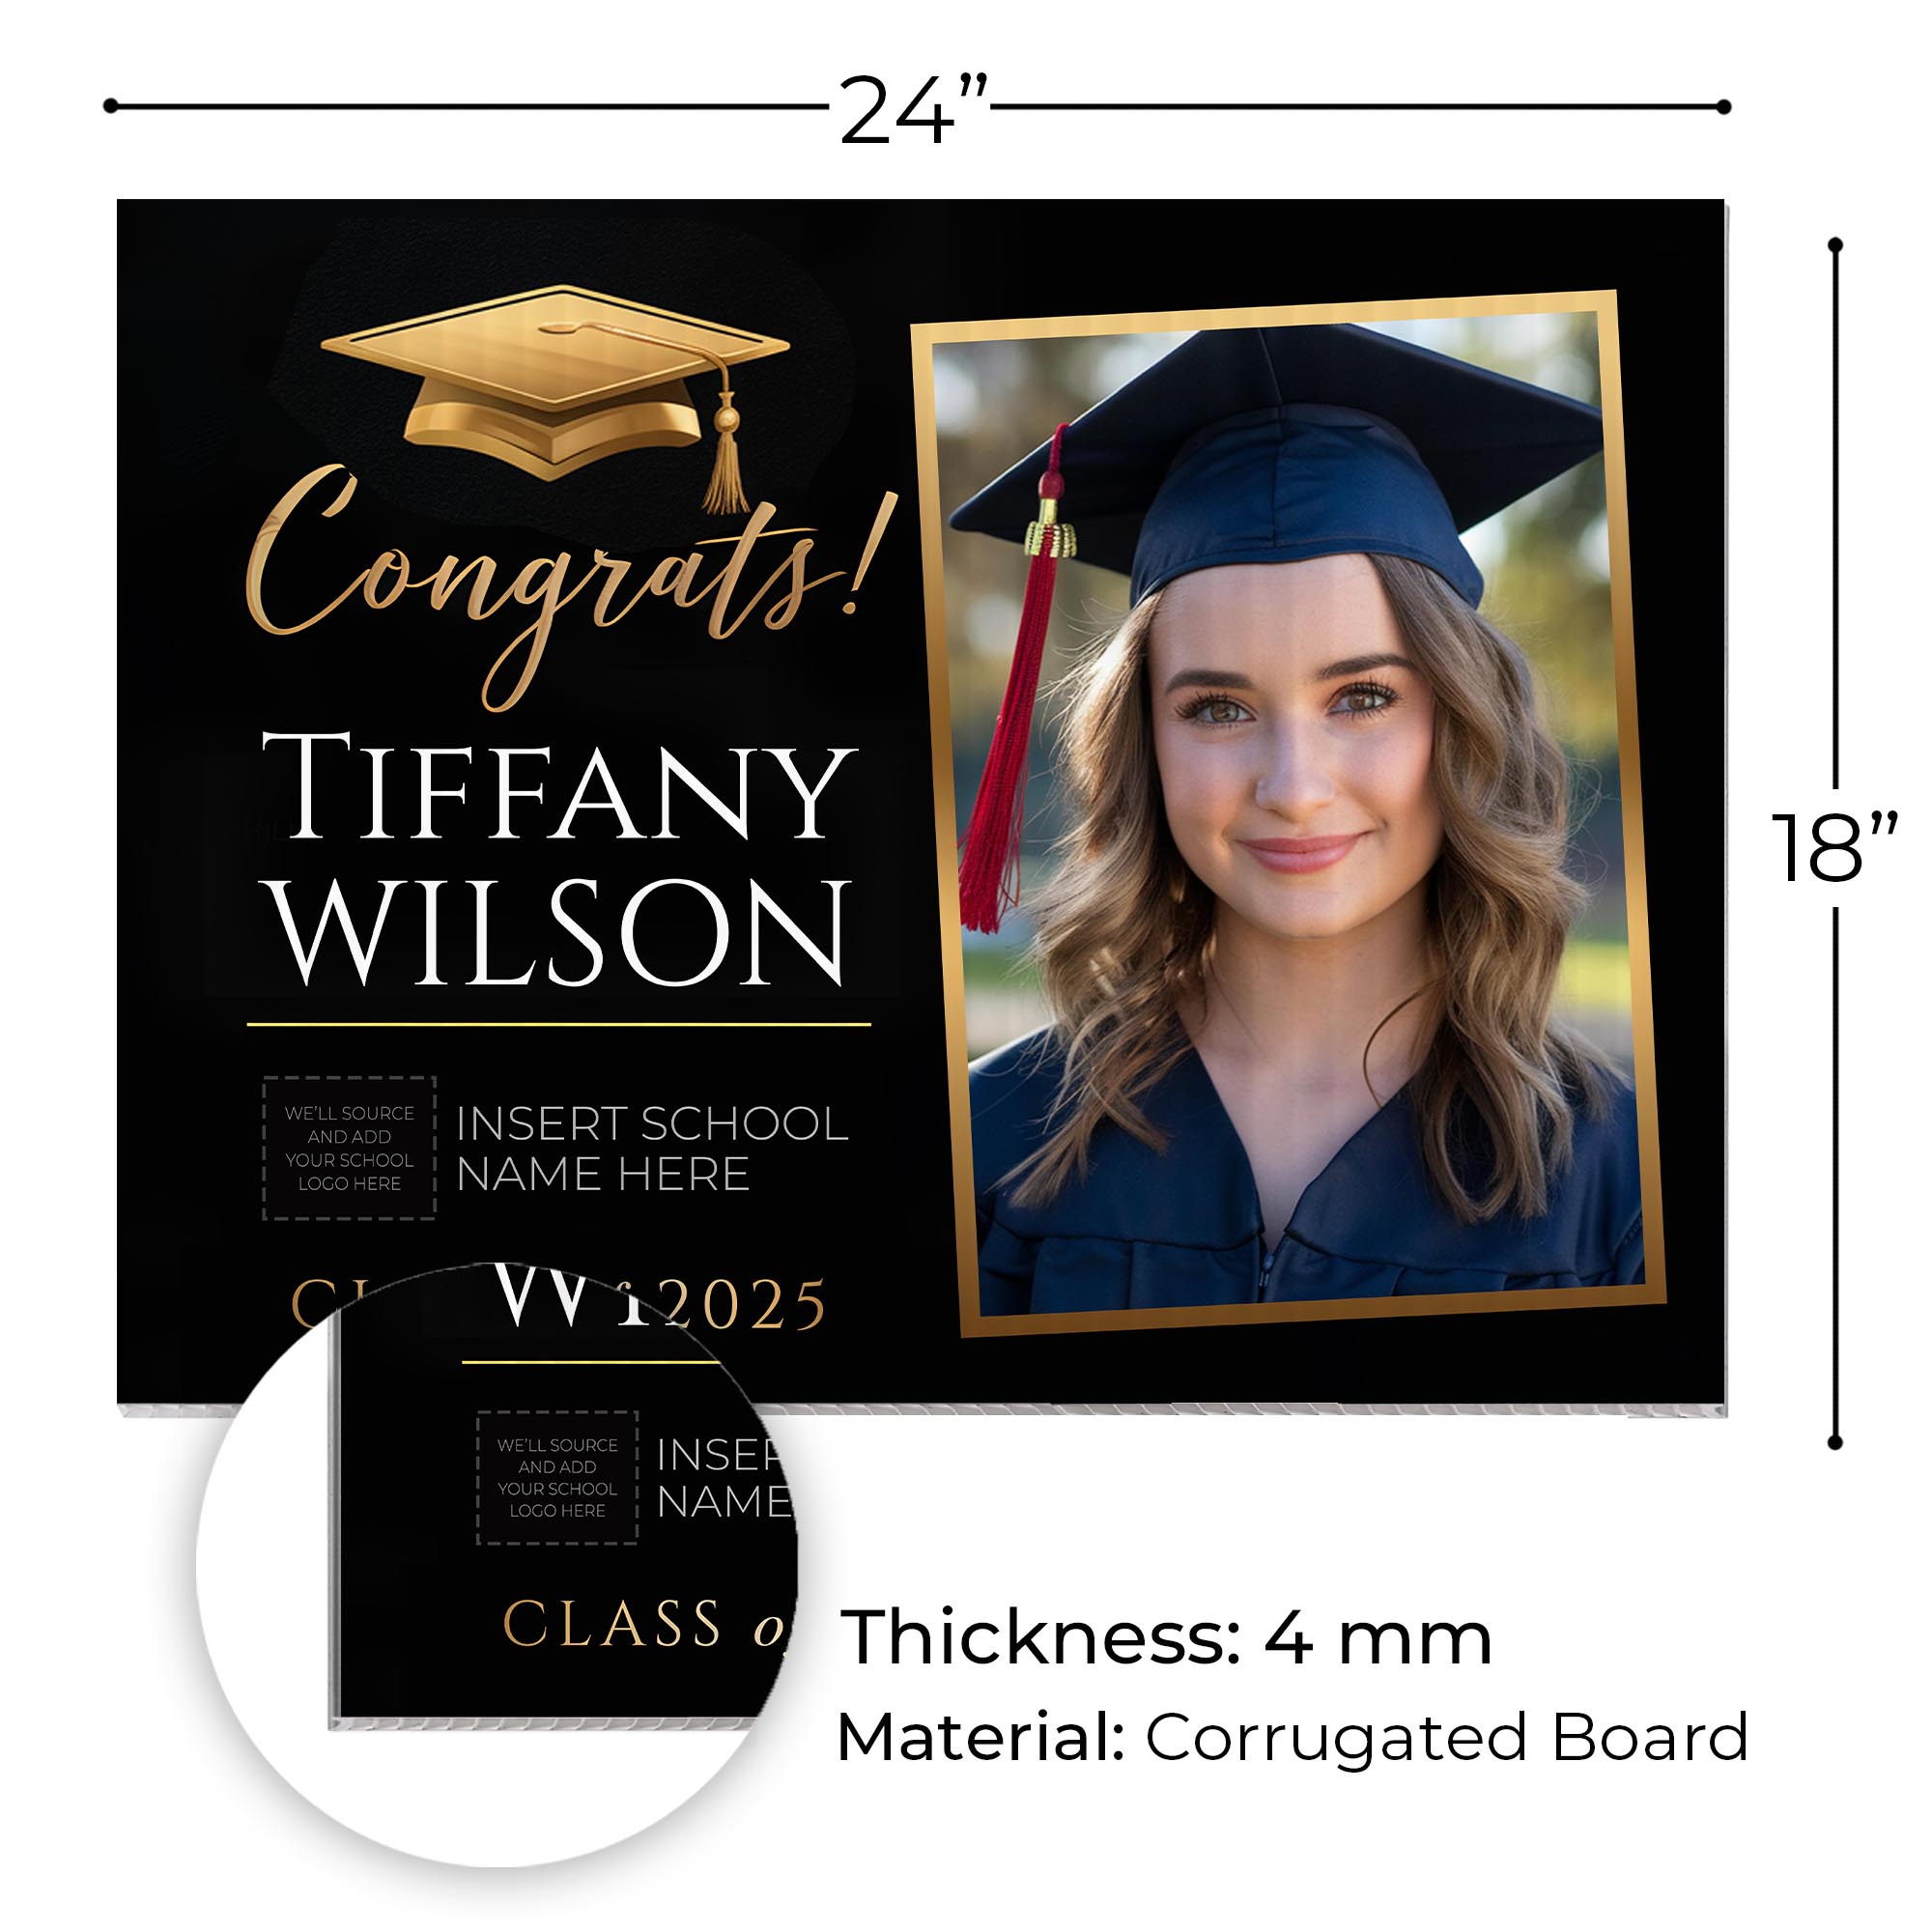 24”
Congrats!
TIFFANY
WILSON
WE'LL SOURCE
AND ADD
YOUR SCHOOL
LOGO HERE
INSERT SCHOOL
NAME HERE
2025
18”
WE'LL SOURCE
AND ADD
YOUR SCHOOL
LOGO HERE
NAME
CLASS
Thickness: 4 mm
Material: Corrugated Board